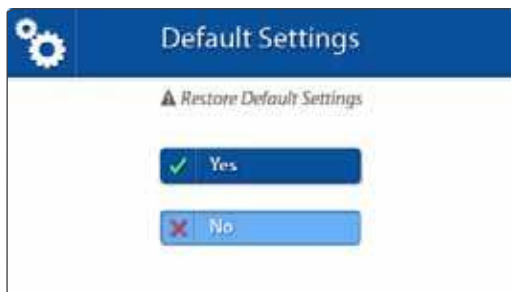 Default Settings
Restore Default Settings
Yes
No